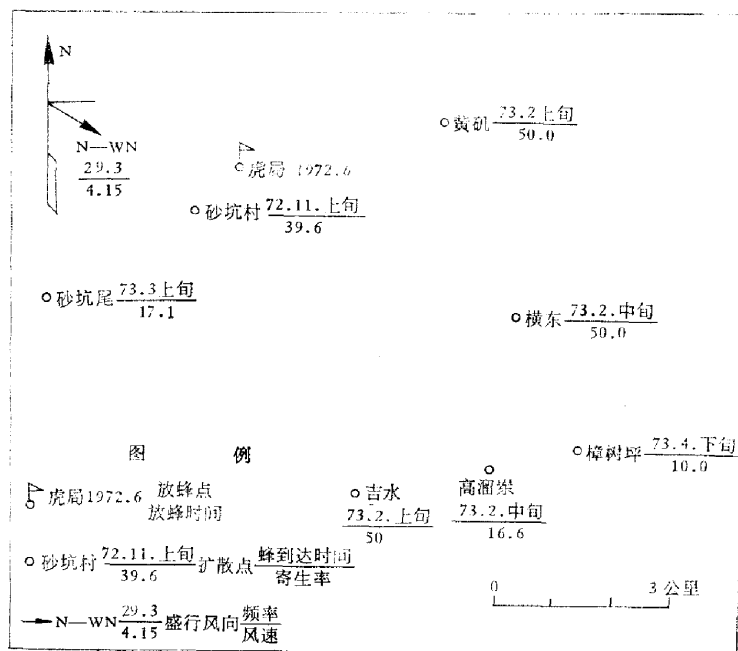 N
N—WN
29.3
4.15
黄矶 73.2上旬
50.0
虎局 1972.6
砂坑村 72.11.上旬
39.6
砂坑尾 73.3上旬
17.1
横东 73.2.中旬
50.0
图 例
樟树坪 73.4.下旬
10.0
虎局1972.6 放蜂点
放蜂时间
吉水
73.2.上旬
50
高溜
73.2.中旬
16.6
砂坑村 72.11.上旬 扩散点 蜂到达时间
39.6 寄生率
0 3公里
N—WN 29.3 盛行风向 频率
4.15 风速